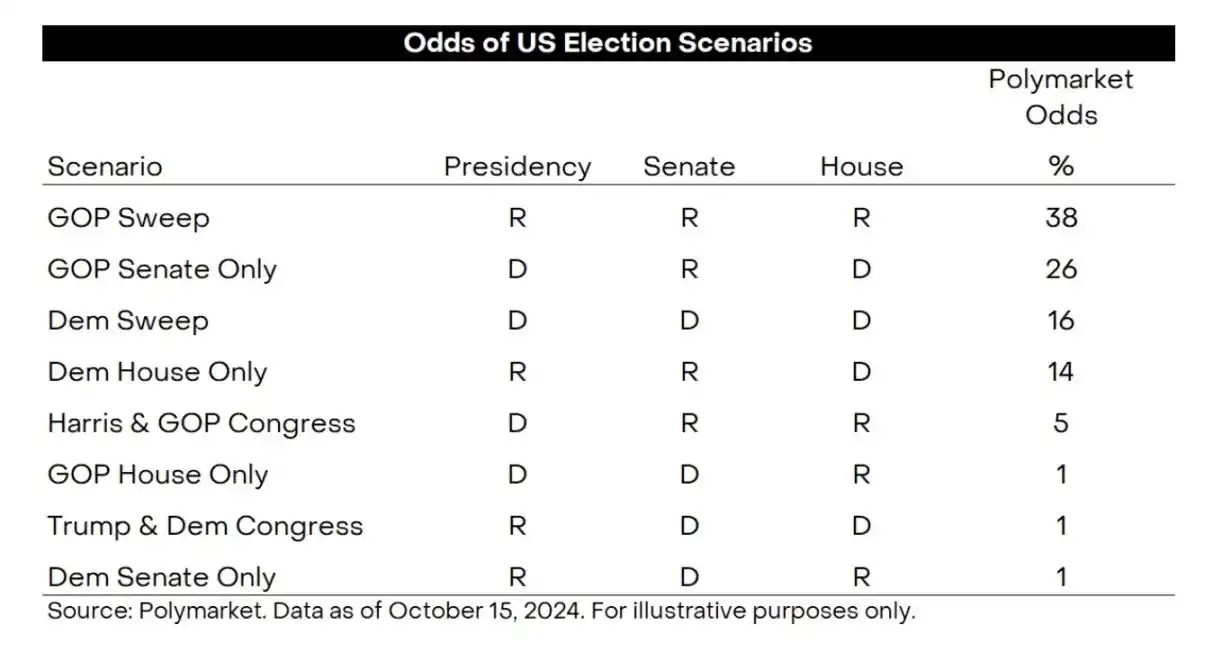 Odds of US Election Scenarios
Polymarket
Odds
Scenario Presidency Senate House %
GOP Sweep R R R 38
GOP Senate Only D R D 26
Dem Sweep D D D 16
Dem House Only R R D 14
Harris & GOP Congress D R R 5
GOP House Only D D R 1
Trump & Dem Congress R D D 1
Dem Senate Only R D R 1
Source: Polymarket. Data as of October 15, 2024. For illustrative purposes only.